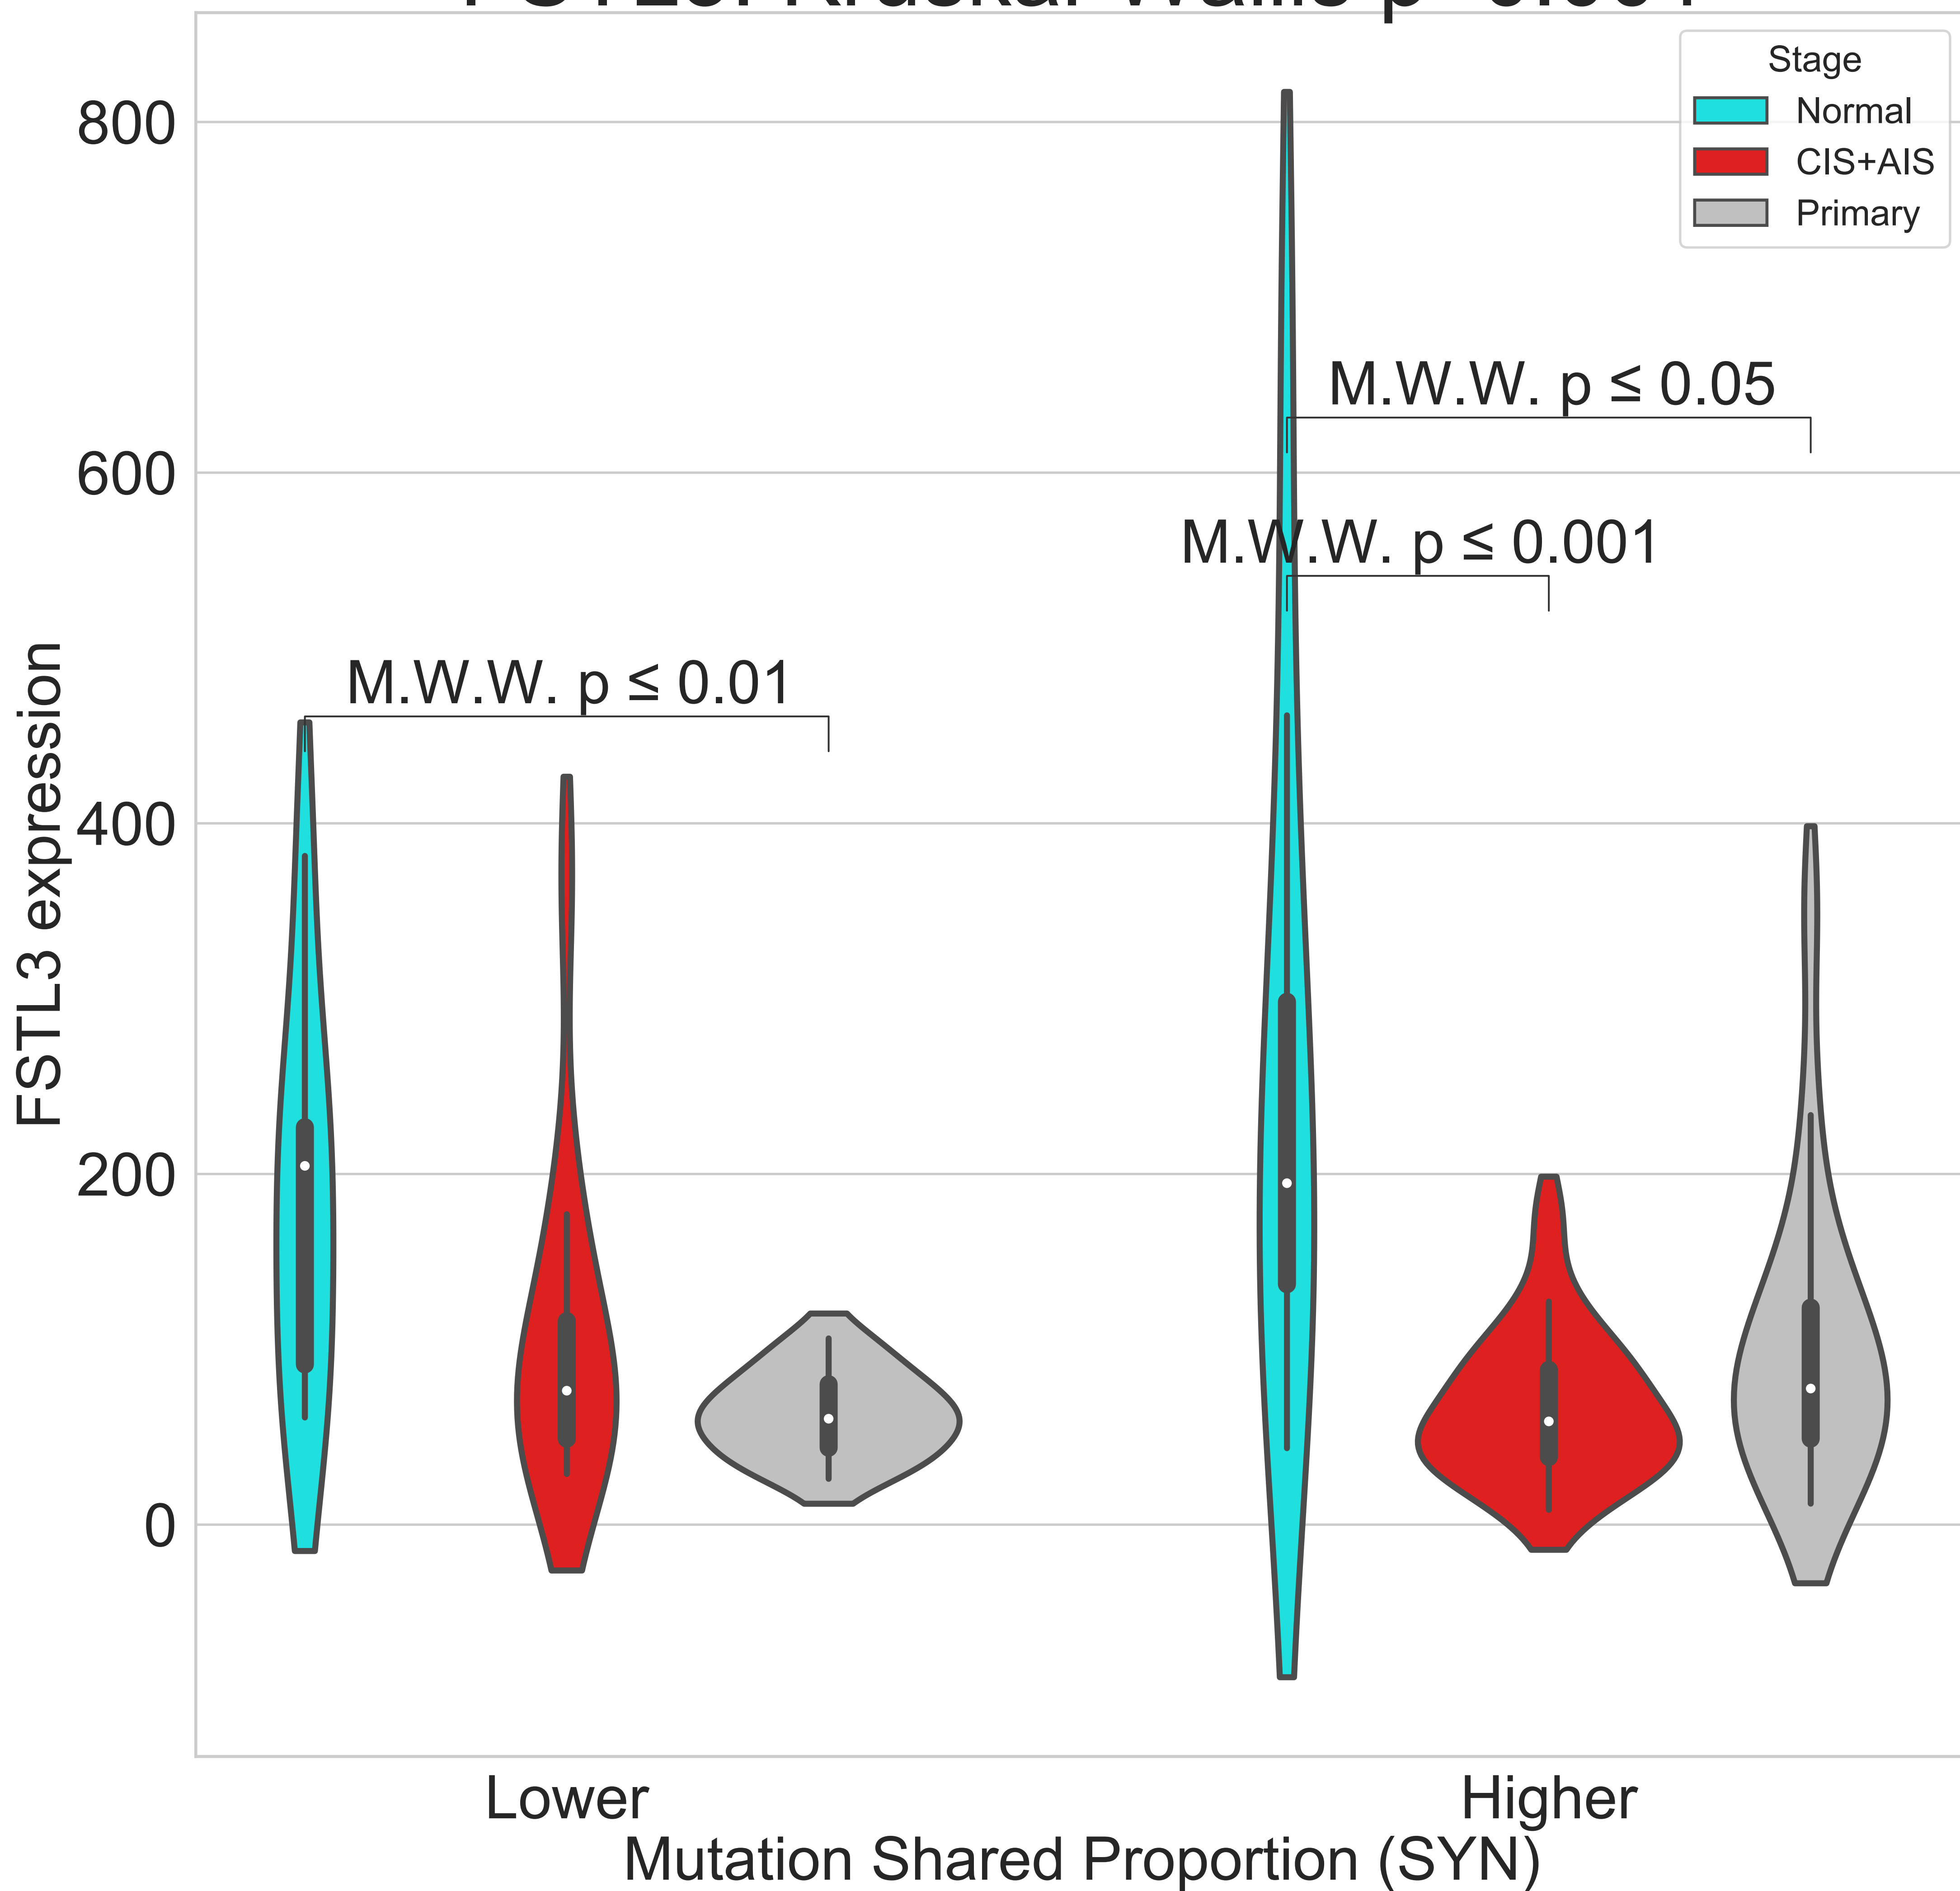 Stage
Normal
CIS+AIS
Primary
800
600
400
200
0
FSTL3 expression
M.W.W. p ≤ 0.05
M.W.W. p ≤ 0.001
M.W.W. p ≤ 0.01
Lower
Higher
Mutation Shared Proportion (SYN)